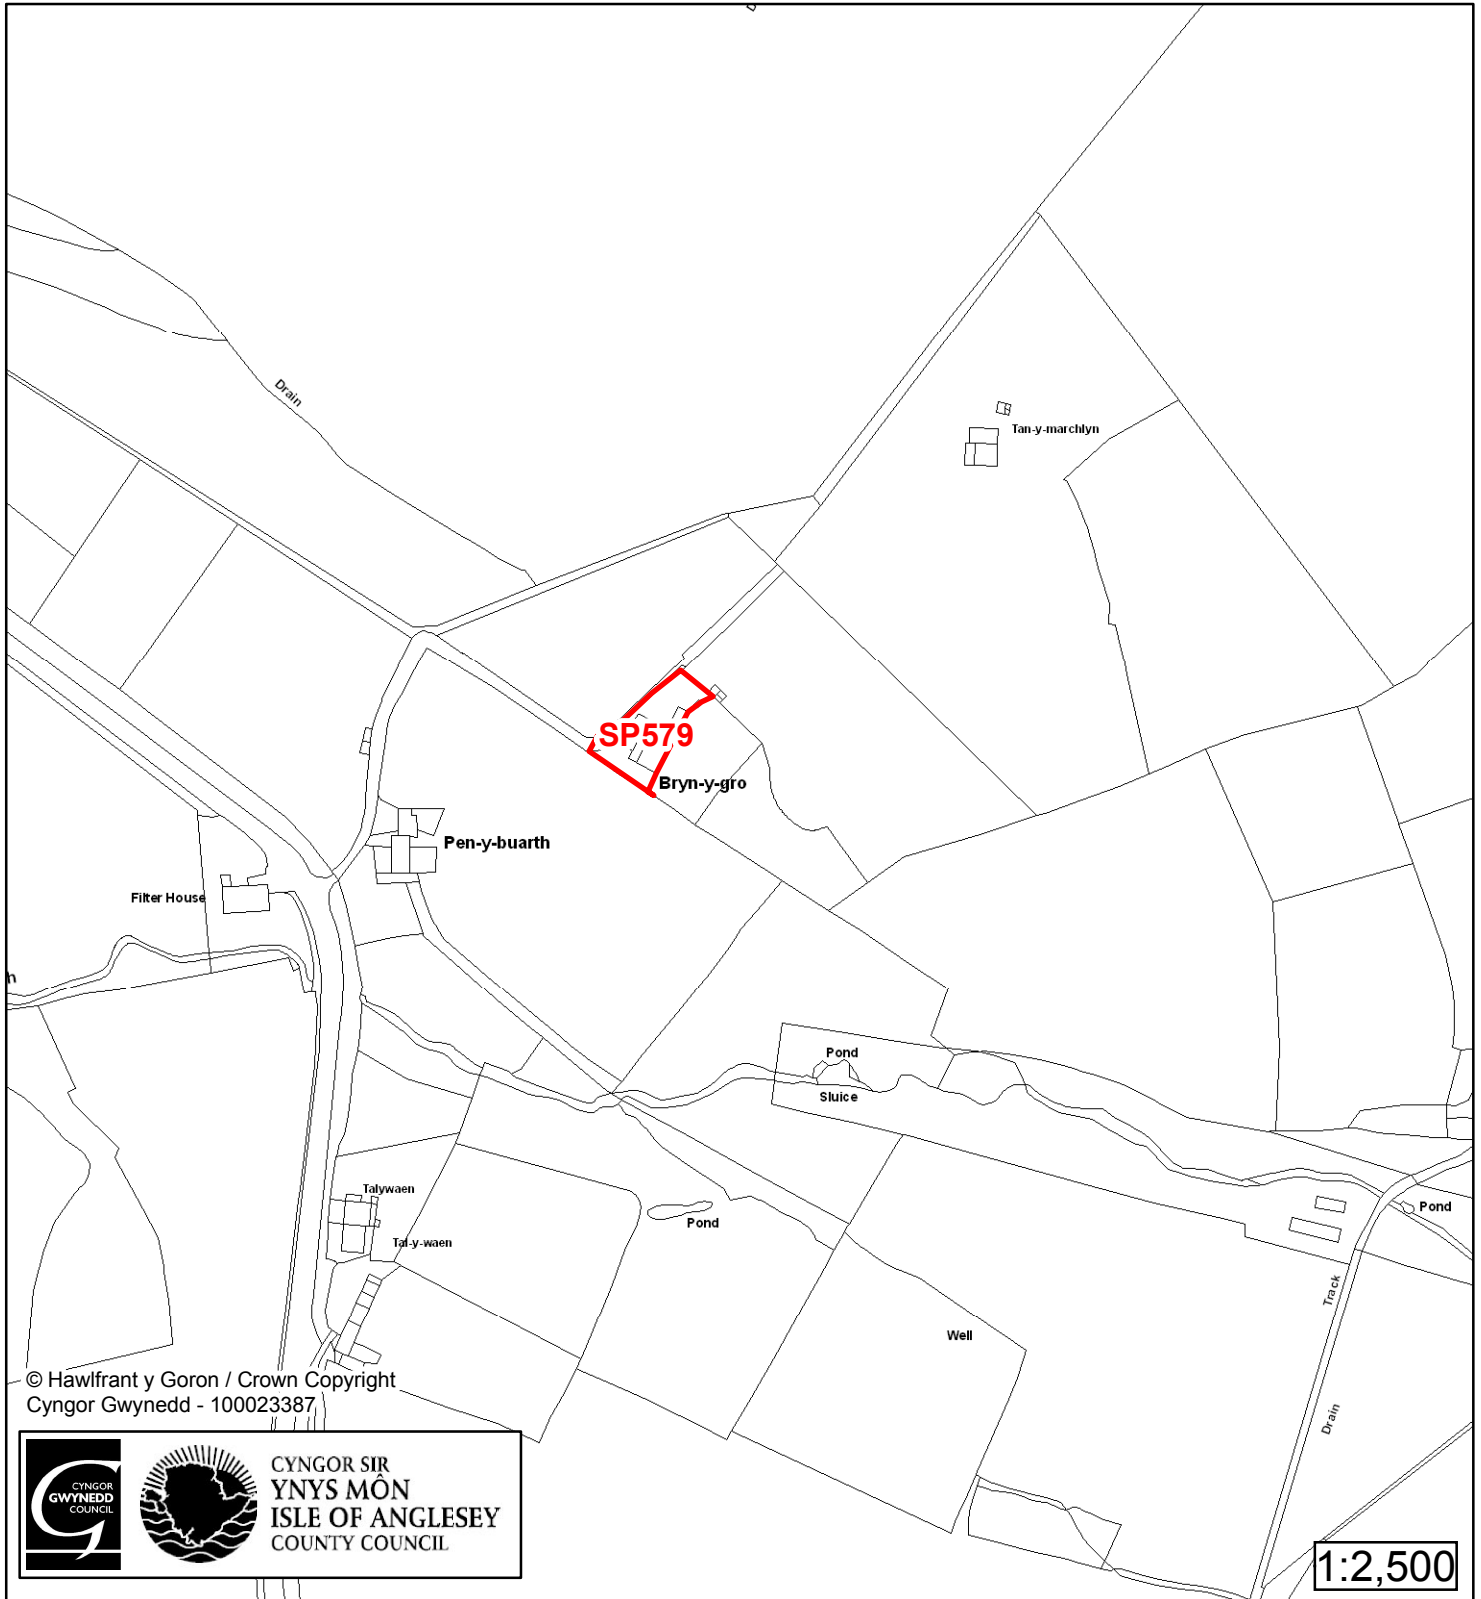 Drain
Tan-y-marchlyn
SP579
Bryn-y-gro
Pen-y-buarth
Filter House
h
Pond
Sluice
Talywaen
Pond
Pond
Tal-y-waen
Track
Well
© Hawlfrant y Goron / Crown Copyright
Cyngor Gwynedd - 100023387
Drain
CYNGOR
GWYNEDD
COUNCIL
CYNGOR SIR
YNYS MÔN
ISLE OF ANGLESEY
COUNTY COUNCIL
1:2,500